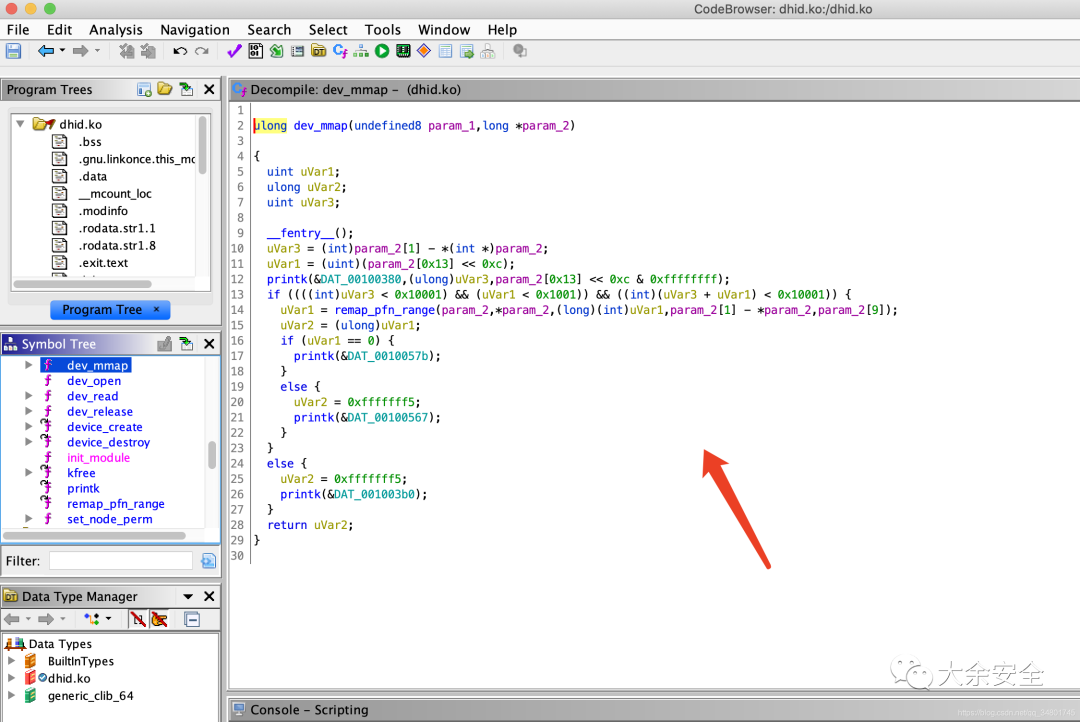 CodeBrowser: dhid.ko:/dhid.ko
File Edit Analysis Navigation Search Select Tools Window Help
Program Trees
dhid.ko
.bss
.gnu.linkonce.this_mo
.data
__mcount_loc
.modinfo
.rodata.str1.1
.rodata.str1.8
.exit.text
Program Tree ×
Symbol Tree
dev_mmap
dev_open
dev_read
dev_release
device_create
device_destroy
init_module
kfree
printk
remap_pfn_range
set_node_perm
Filter:
Data Type Manager
Data Types
BuiltInTypes
dhid.ko
generic_clib_64
Decompile: dev_mmap – (dhid.ko)
1
2 ulong dev_mmap(undefined8 param_1,long *param_2)
3
4 {
5 uint uVar1;
6 ulong uVar2;
7 uint uVar3;
8
9 __fentry__();
10 uVar3 = (int)param_2[1] - *(int *)param_2;
11 uVar1 = (uint)(param_2[0x13] << 0xc);
12 printk(&DAT_00100380,(ulong)uVar3,param_2[0x13] << 0xc & 0xffffffff);
13 if ((((int)uVar3 < 0x10001) && (uVar1 < 0x1001)) && ((int)(uVar3 + uVar1) < 0x10001)) {
14 uVar1 = remap_pfn_range(param_2,*param_2,(long)(int)uVar1,param_2[1] - *param_2,param_2[9]);
15 uVar2 = (ulong)uVar1;
16 if (uVar1 == 0) {
17 printk(&DAT_0010057b);
18 }
19 else {
20 uVar2 = 0xfffffff5;
21 printk(&DAT_00100567);
22 }
23 }
24 else {
25 uVar2 = 0xfffffff5;
26 printk(&DAT_001003b0);
27 }
28 return uVar2;
29 }
30
大余安全
Console – Scripting